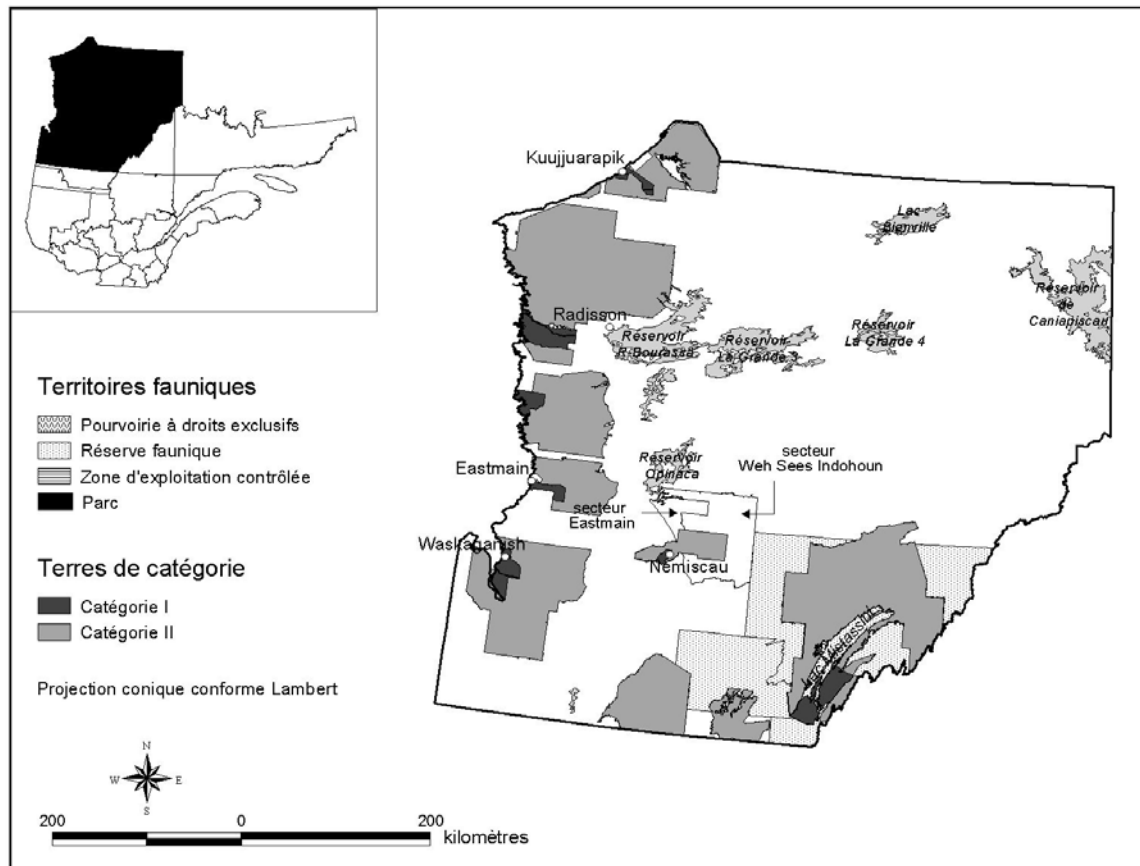 Kuujjuarapik
Lac
Bienville
Radisson
Réservoir
R-Bourassa
Réservoir
La Grande 3
Réservoir
La Grande 4
Réservoir
de
Caniapiscau
Territoires fauniques
Pourvoirie à droits exclusifs
Réserve faunique
Zone d'exploitation contrôlée
Parc
Eastmain
Réservoir
Opinaca
secteur
Weh Sees Indohoun
secteur
Eastmain
Waskaganish
Némiscau
Lac Mistassini
Terres de catégorie
Catégorie I
Catégorie II
Projection conique conforme Lambert
N
W
E
S
200
0
200
kilomètres